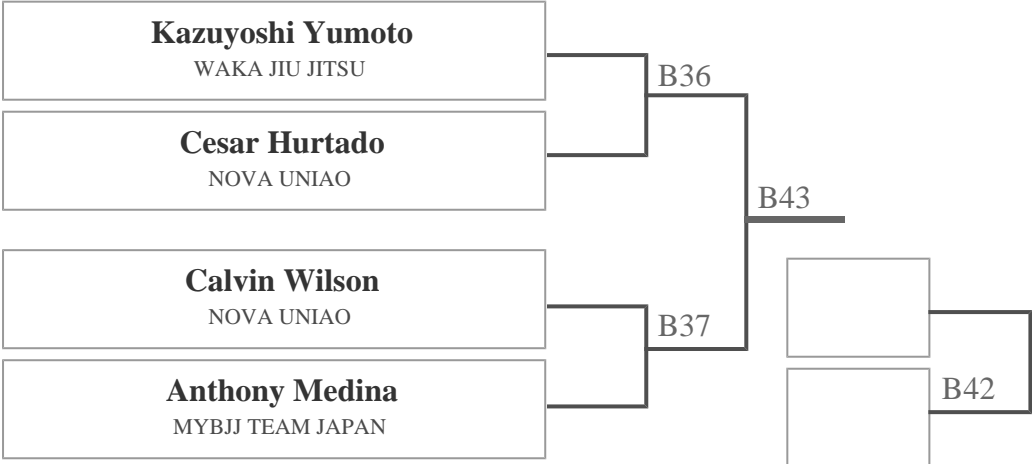 Kazuyoshi Yumoto
WAKA JIU JITSU
B36
Cesar Hurtado
NOVA UNIAO
B43
Calvin Wilson
NOVA UNIAO
B37
Anthony Medina
MYBJJ TEAM JAPAN
B42